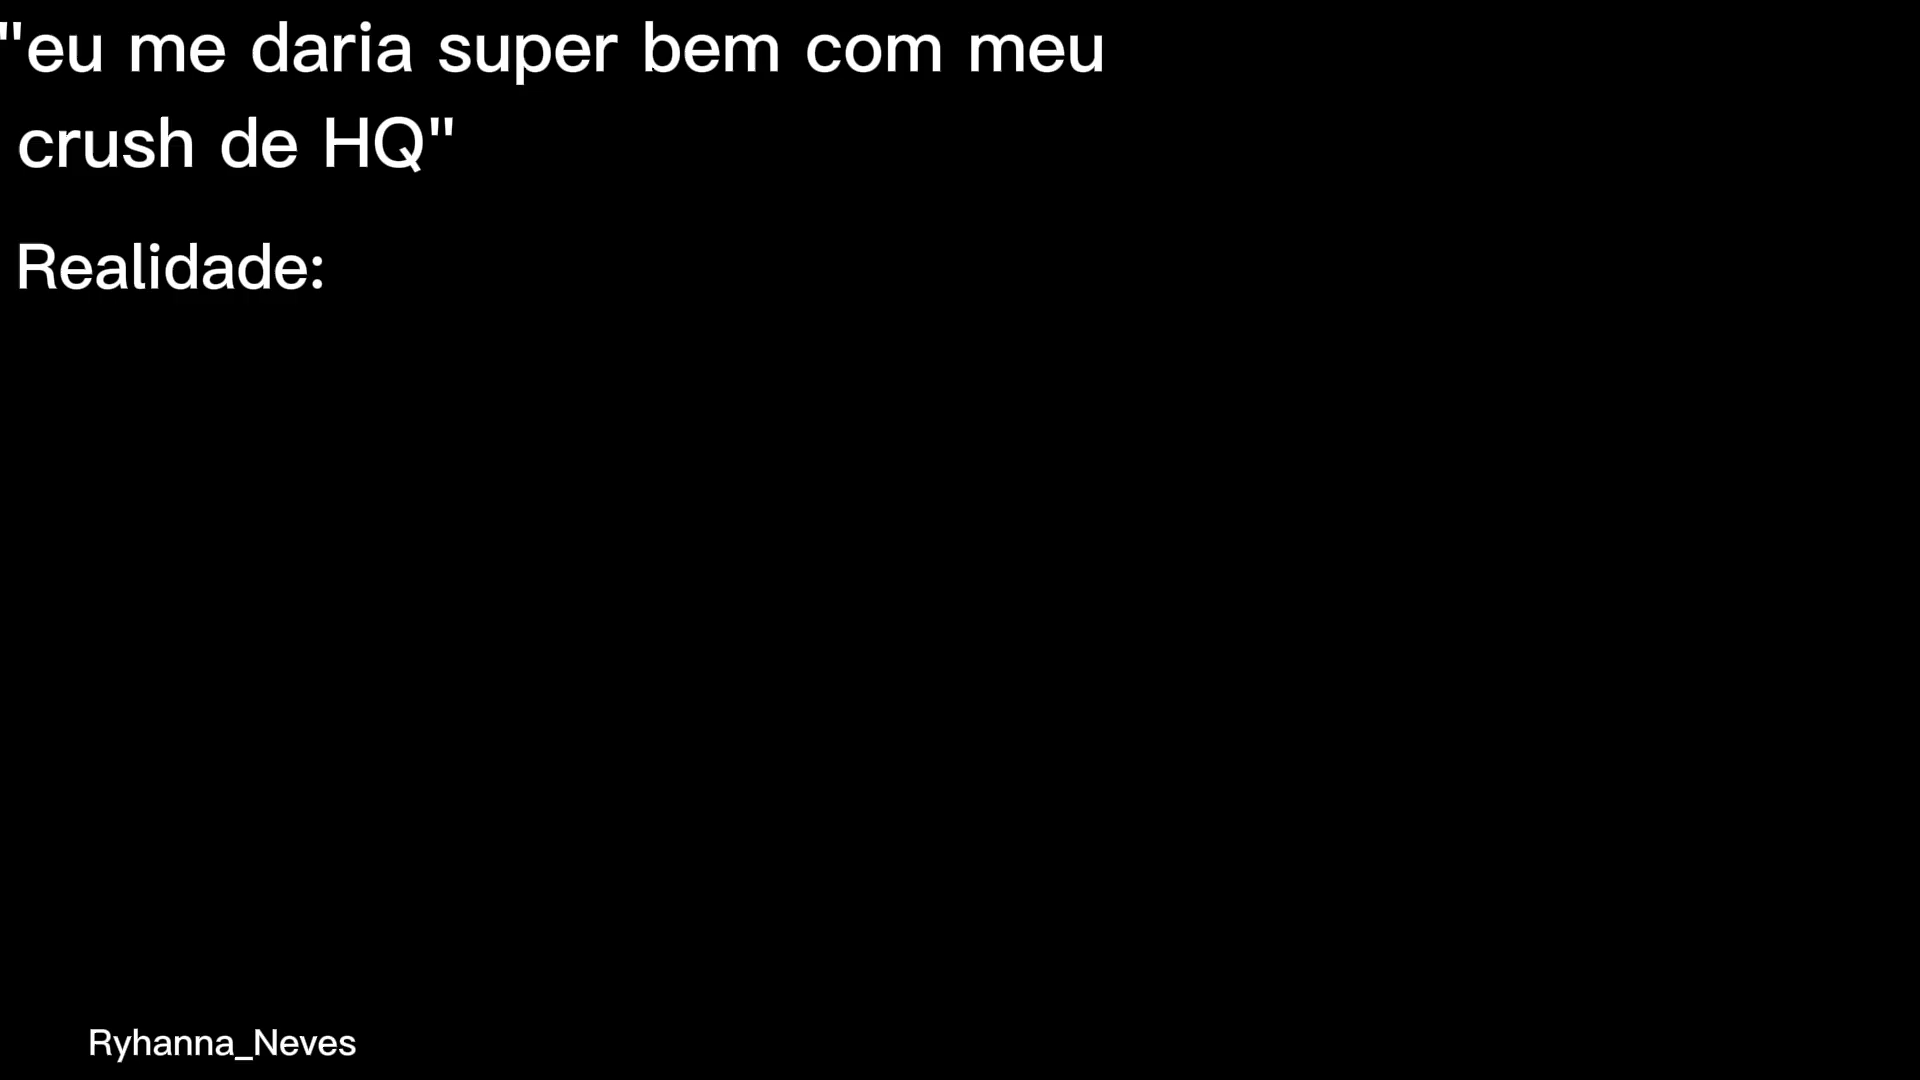 "eu me daria super bem com meu
crush de HQ"
Realidade:
Ryhanna_Neves